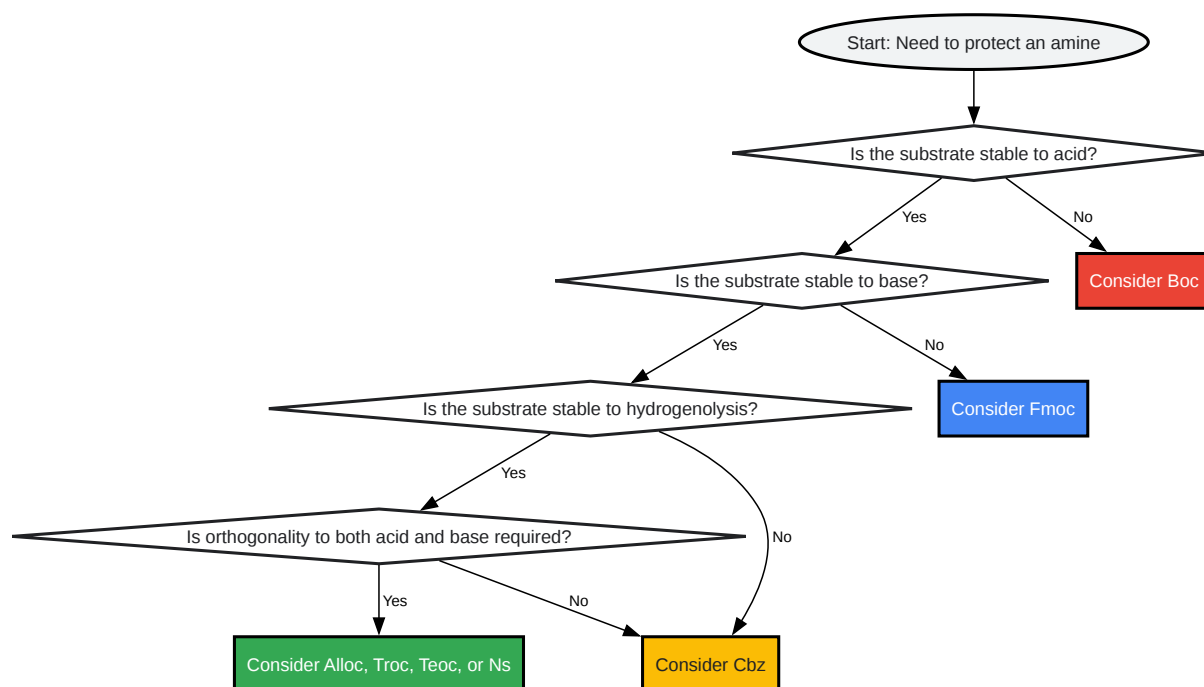 Start: Need to protect an amine
Is the substrate stable to acid?
Yes
No
Is the substrate stable to base?
Consider Boc
Yes
No
Is the substrate stable to hydrogenolysis?
Consider Fmoc
Yes
Is orthogonality to both acid and base required?
No
Yes
No
Consider Alloc, Troc, Teoc, or Ns
Consider Cbz